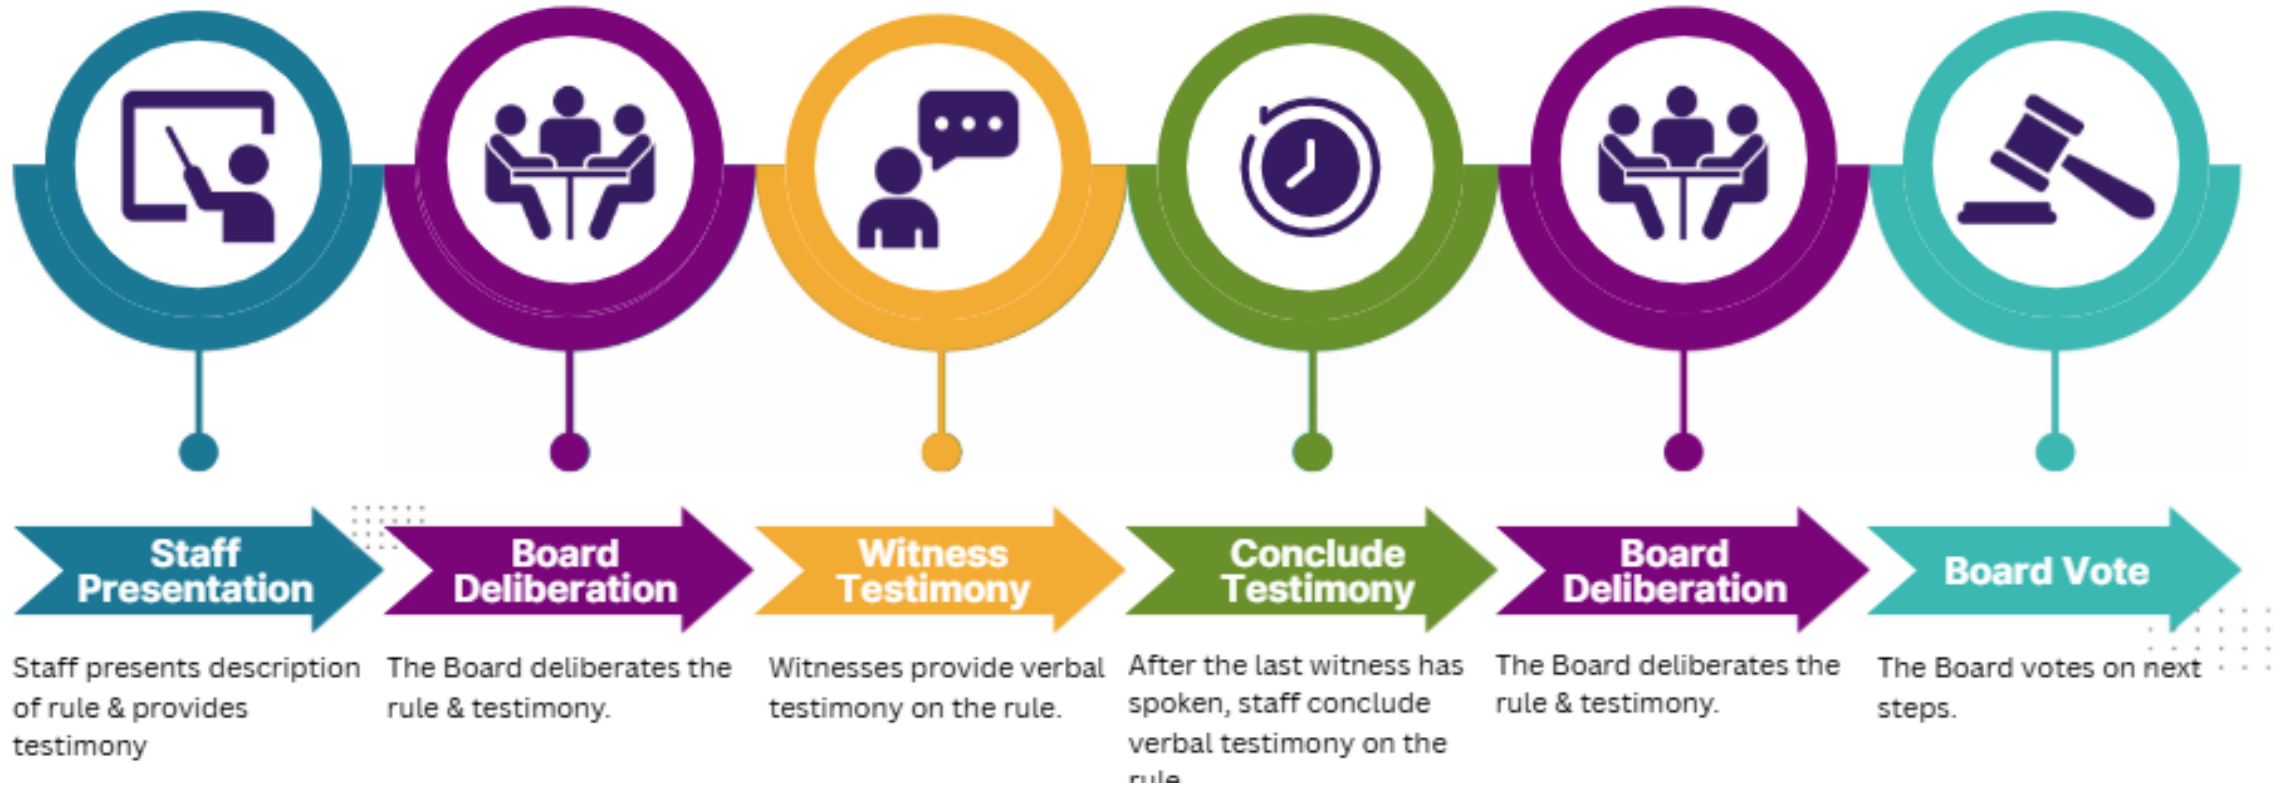 Staff
Presentation
Board
Deliberation
Witness
Testimony
Conclude
Testimony
Board
Deliberation
Board Vote
Staff presents description
of rule & provides
testimony
The Board deliberates the
rule & testimony.
Witnesses provide verbal
testimony on the rule.
After the last witness has
spoken, staff conclude
verbal testimony on the
rule
The Board deliberates the
rule & testimony.
The Board votes on next
steps.